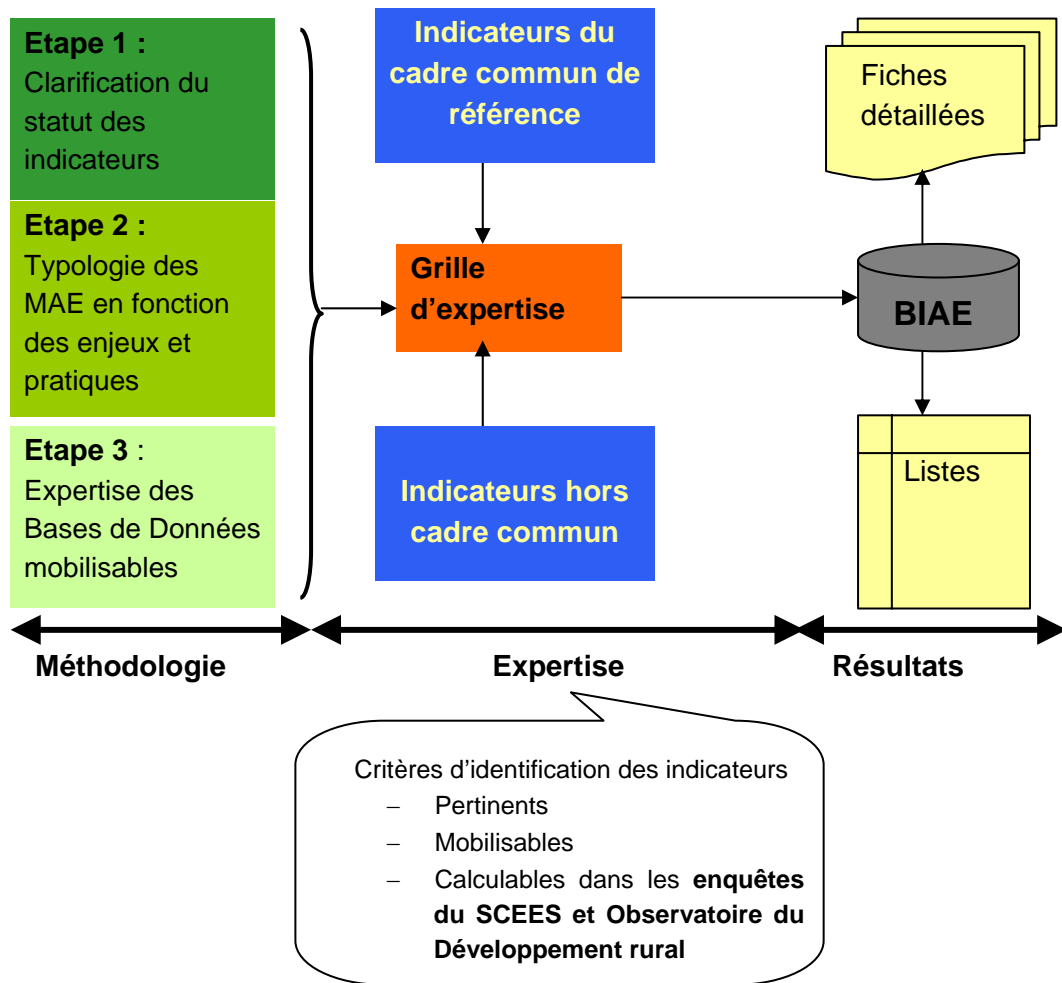 Etape 1 :
Clarification du
statut des
indicateurs
Etape 2 :
Typologie des
MAE en fonction
des enjeux et
pratiques
Etape 3 :
Expertise des
Bases de Données
mobilisables
Indicateurs du
cadre commun de
référence
Grille
d’expertise
Indicateurs hors
cadre commun
Fiches
détaillées
BIAE
Listes
Méthodologie
Expertise
Résultats
Critères d’identification des indicateurs
– Pertinents
– Mobilisables
– Calculables dans les enquêtes
du SCEES et Observatoire du
Développement rural